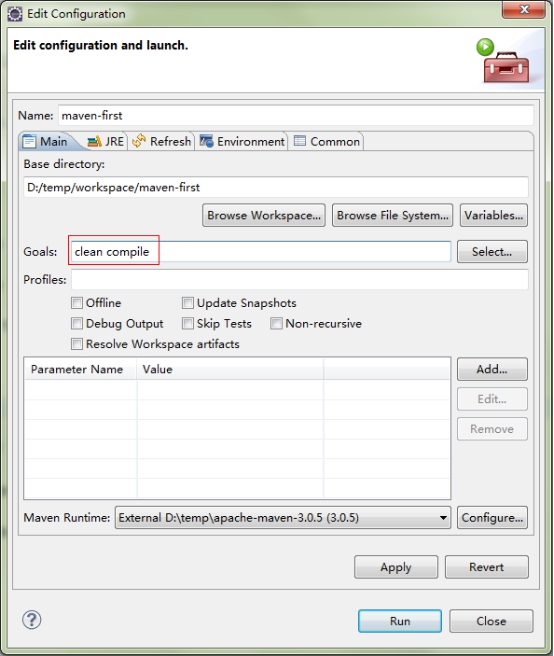 Edit Configuration
Edit configuration and launch.
Name: maven-first
Main JRE Refresh Environment Common
Base directory:
D:/temp/workspace/maven-first
Browse Workspace... Browse File System... Variables...
Goals: clean compile Select...
Profiles:
Offline Update Snapshots
Debug Output Skip Tests Non-recursive
Resolve Workspace artifacts
Parameter Name Value Add...
Edit...
Remove
Maven Runtime: External D:\temp\apache-maven-3.0.5 (3.0.5) Configure...
Apply Revert
? Run Close